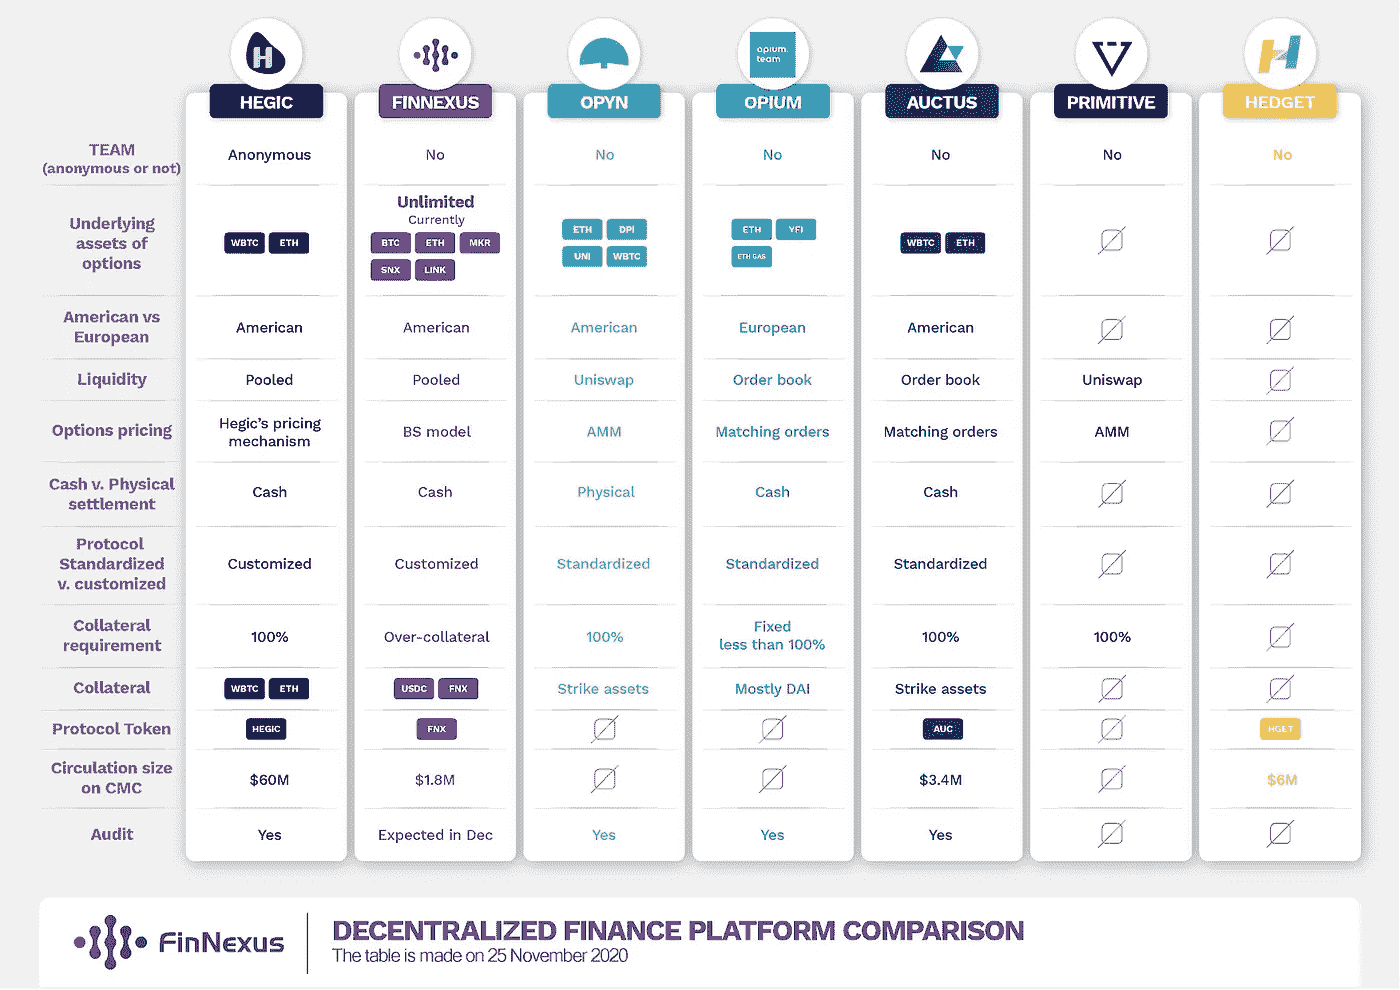 H
opium.
team
H
HEGIC
FINNEXUS
OPYN
OPIUM
AUCTUS
PRIMITIVE
HEDGET
TEAM
(anonymous or not)
Anonymous
No
No
No
No
No
No
Underlying
assets of
options
WBTC ETH
Unlimited
Currently
BTC ETH MKR
SNX LINK
ETH DPI
UNI WBTC
ETH YFI
ETH GAS
WBTC ETH
American vs
European
American
American
American
European
American
Liquidity
Pooled
Pooled
Uniswap
Order book
Order book
Uniswap
Options pricing
Hegic's pricing
mechanism
BS model
AMM
Matching orders
Matching orders
AMM
Cash v. Physical
settlement
Cash
Cash
Physical
Cash
Cash
Protocol
Standardized
v. customized
Customized
Customized
Standardized
Standardized
Standardized
Collateral
requirement
100%
Over-collateral
100%
Fixed
less than 100%
100%
100%
Collateral
WBTC ETH
USDC FNX
Strike assets
Mostly DAI
Strike assets
Protocol Token
HEGIC
FNX
AUC
HGET
Circulation size
on CMC
$60M
$1.8M
$3.4M
$6M
Audit
Yes
Expected in Dec
Yes
Yes
Yes
FinNexus
DECENTRALIZED FINANCE PLATFORM COMPARISON
The table is made on 25 November 2020